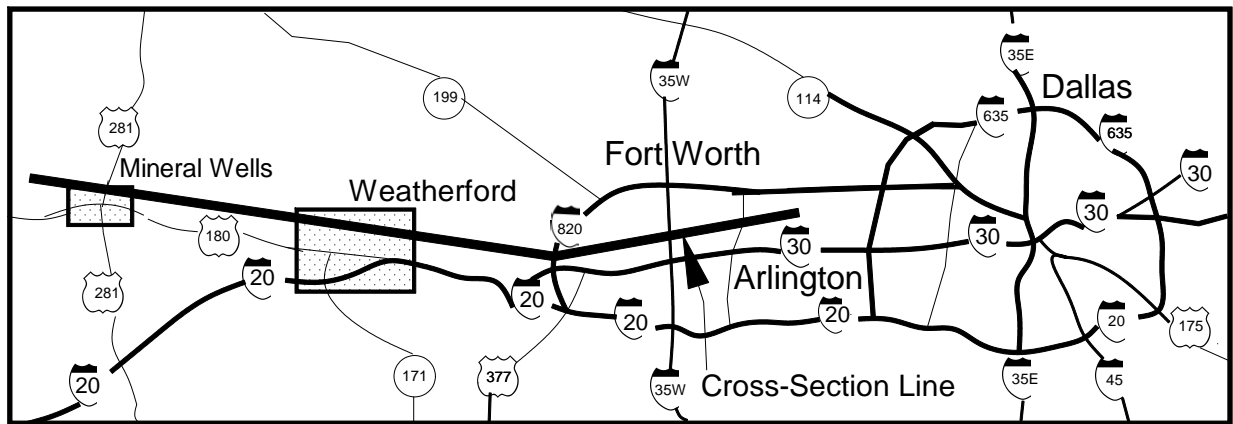 35E
Dallas
35W
199
114
635
281
635
Fort Worth
Mineral Wells
30
Weatherford
820
30
180
30
30
20
Arlington
281
20
20
20
20
175
20
171
377
35W
Cross-Section Line
35E
45